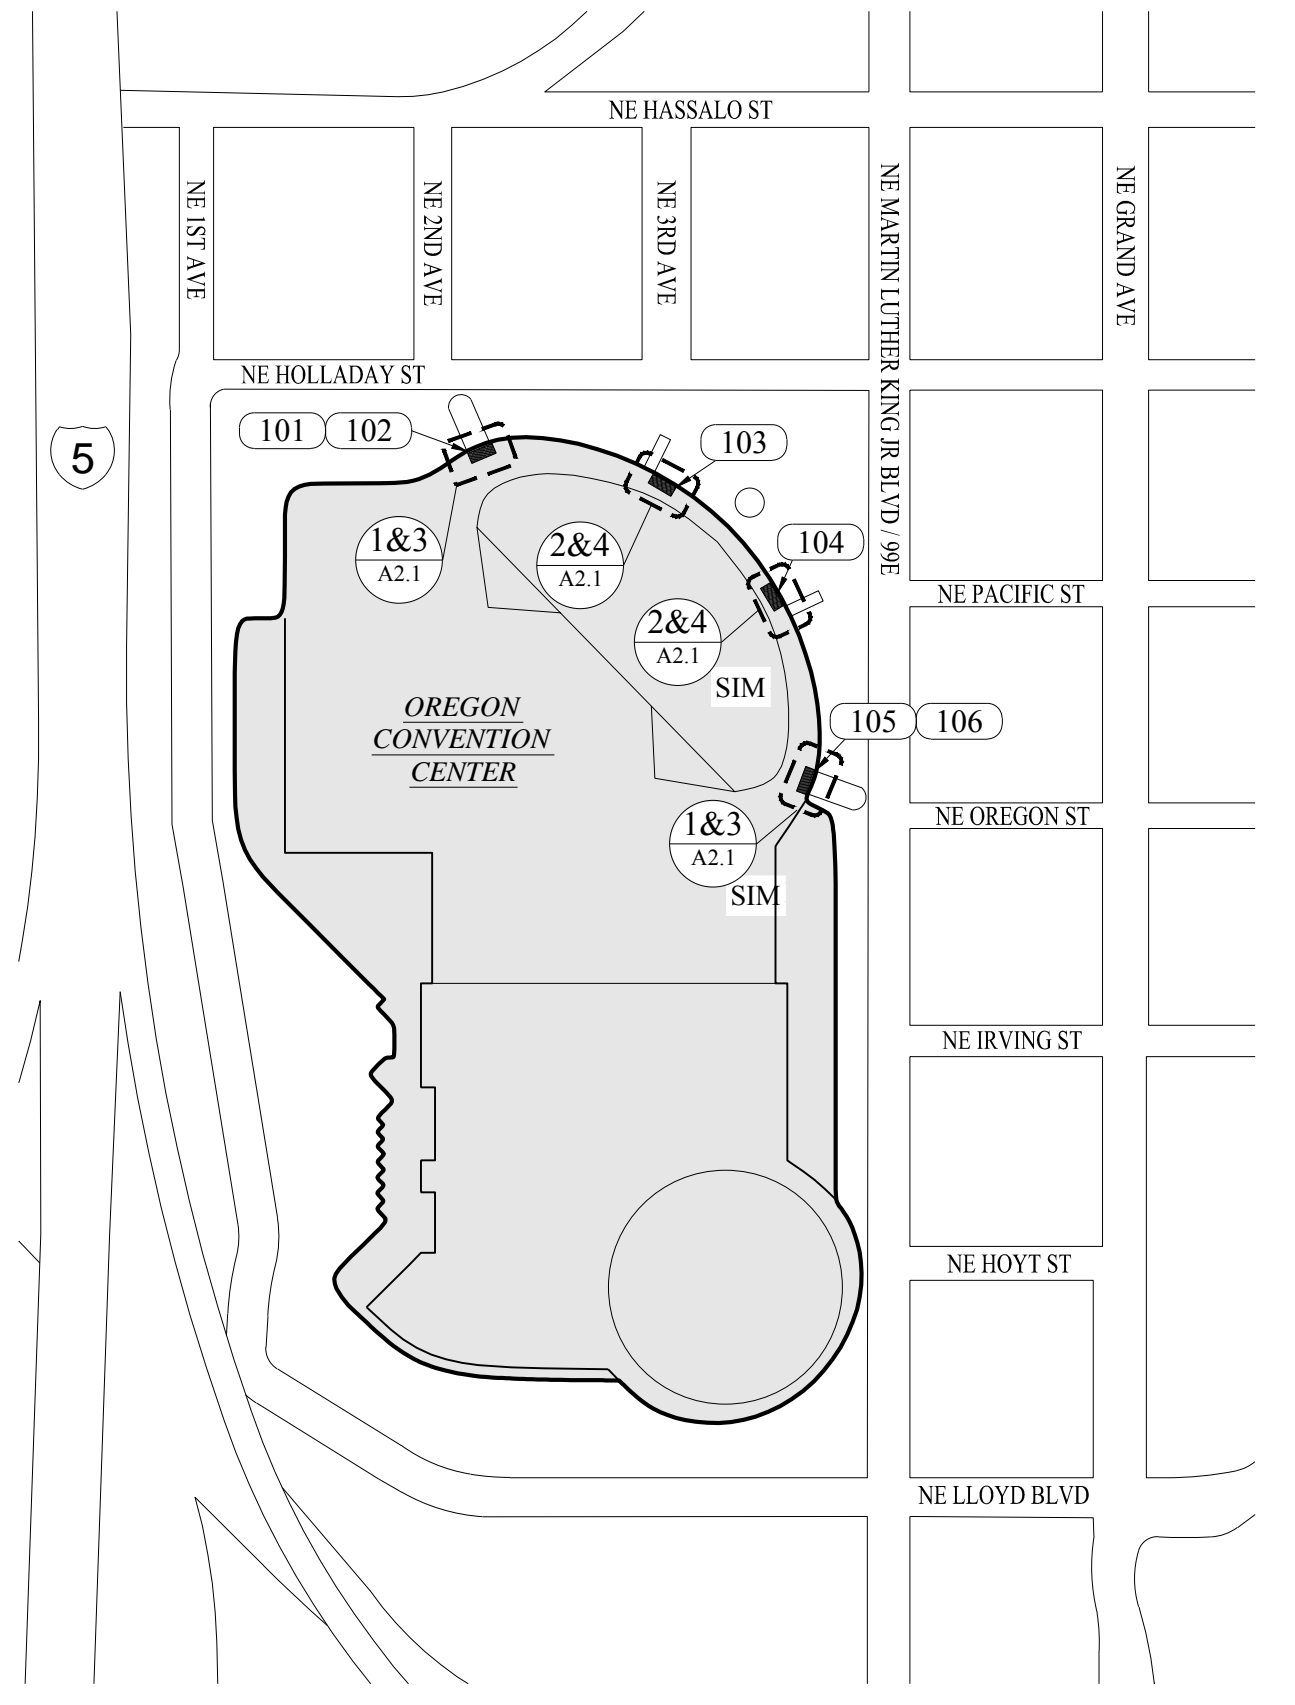 NE HASSALO ST
NE 1ST AVE
NE 2ND AVE
NE 3RD AVE
NE MARTIN LUTHER KING JR BLVD / 99E
NE GRAND AVE
NE HOLLADAY ST
5
101 102
103
1&3
A2.1
2&4
A2.1
104
NE PACIFIC ST
2&4
A2.1
SIM
OREGON
CONVENTION
CENTER
105 106
NE OREGON ST
1&3
A2.1
SIM
NE IRVING ST
NE HOYT ST
NE LLOYD BLVD